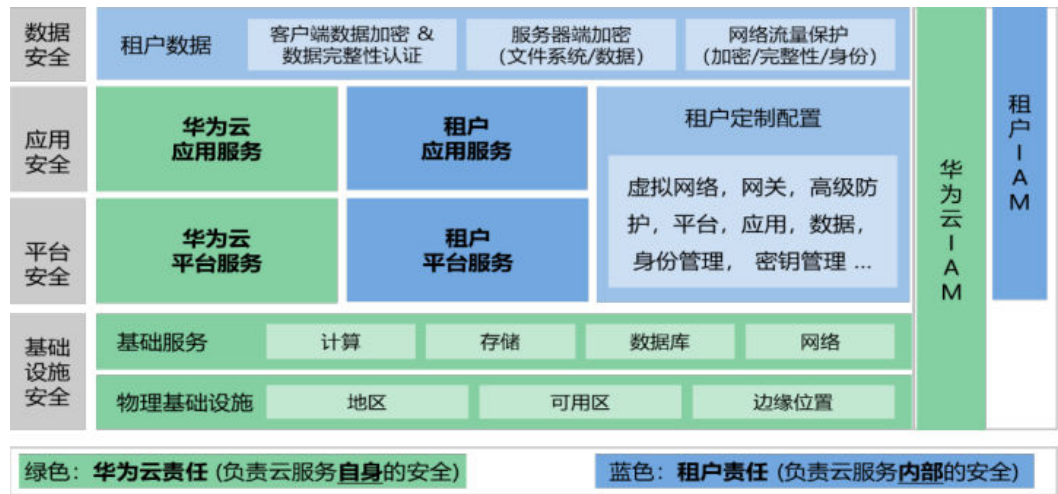 数据
安全
租户数据
客户端数据加密 &
数据完整性认证
服务器端加密
(文件系统/数据)
网络流量保护
(加密/完整性/身份)
应用
安全
华为云
应用服务
租户
应用服务
租户定制配置
虚拟网络，网关，高级防
护，平台，应用，数据，
身份管理， 密钥管理 ...
平台
安全
华为云
平台服务
租户
平台服务
基础
设施
安全
基础服务
计算
存储
数据库
网络
物理基础设施
地区
可用区
边缘位置
华为云IAM
租户IAM
绿色：华为云责任 (负责云服务自身的安全)
蓝色：租户责任 (负责云服务内部的安全)